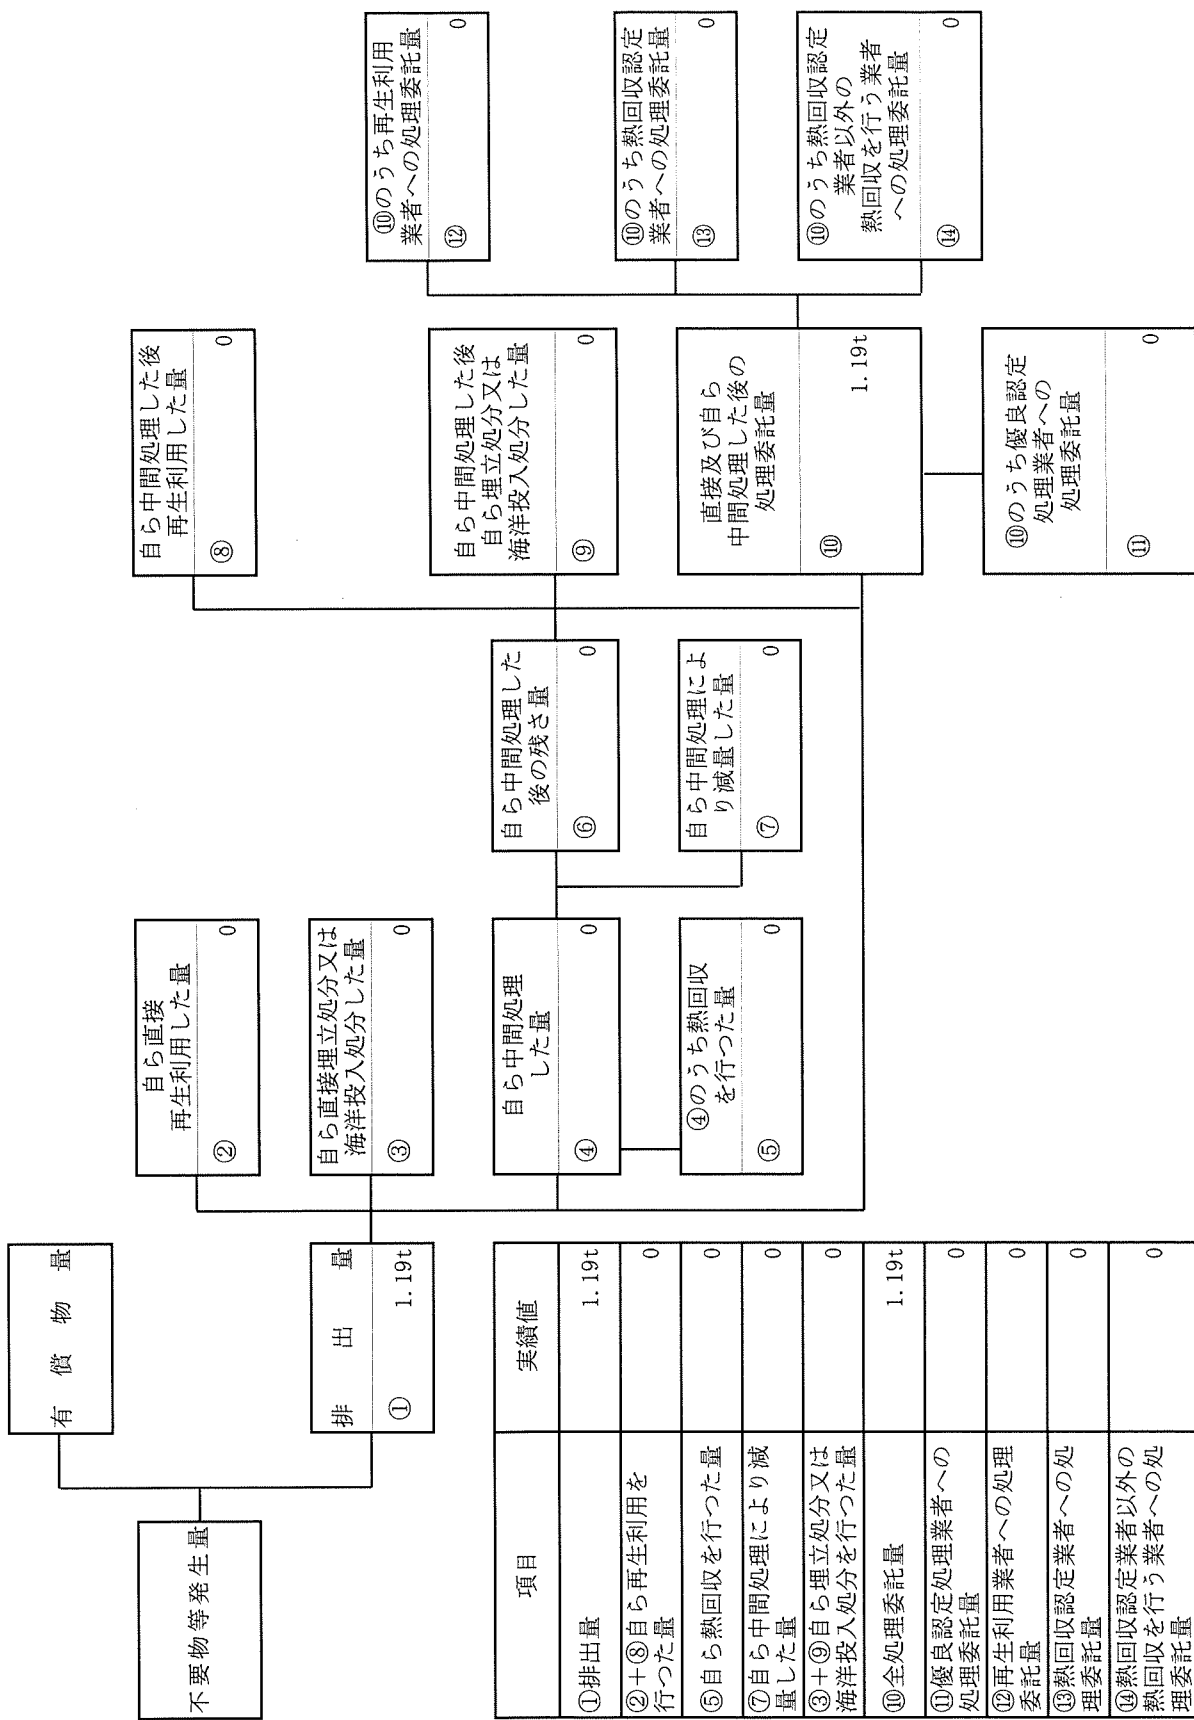 不要物等発生量
有償物量
排出量
① 1.19t
自ら直接
再生利用した量
② 0
自ら直接埋立処分又は
海洋投入処分した量
③ 0
自ら中間処理
した量
④ 0
④のうち熱回収
を行つた量
⑤ 0
自ら中間処理した
後の残さ量
⑥ 0
自ら中間処理によ
り減量した量
⑦ 0
自ら中間処理した後
再生利用した量
⑧ 0
自ら中間処理した後
自ら埋立処分又は
海洋投入処分した量
⑨ 0
直接及び自ら
中間処理した後の
処理委託量
⑩ 1.19t
⑩のうち優良認定
処理業者への
処理委託量
⑪ 0
⑩のうち再生利用
業者への処理委託量
⑫ 0
⑩のうち熱回収認定
業者への処理委託量
⑬ 0
⑩のうち熱回収認定
業者以外の
熱回収を行う業者
への処理委託量
⑭ 0
項目 実績値
①排出量 1.19t
②+⑧自ら再生利用を
行つた量 0
⑤自ら熱回収を行つた量 0
⑦自ら中間処理により減
量した量 0
③+⑨自ら埋立処分又は
海洋投入処分を行つた量 0
⑩全処理委託量 1.19t
⑪優良認定処理業者への
処理委託量 0
⑫再生利用業者への処理
委託量 0
⑬熱回収認定業者への処
理委託量 0
⑭熱回収認定業者以外の
熱回収を行う業者への処
理委託量 0